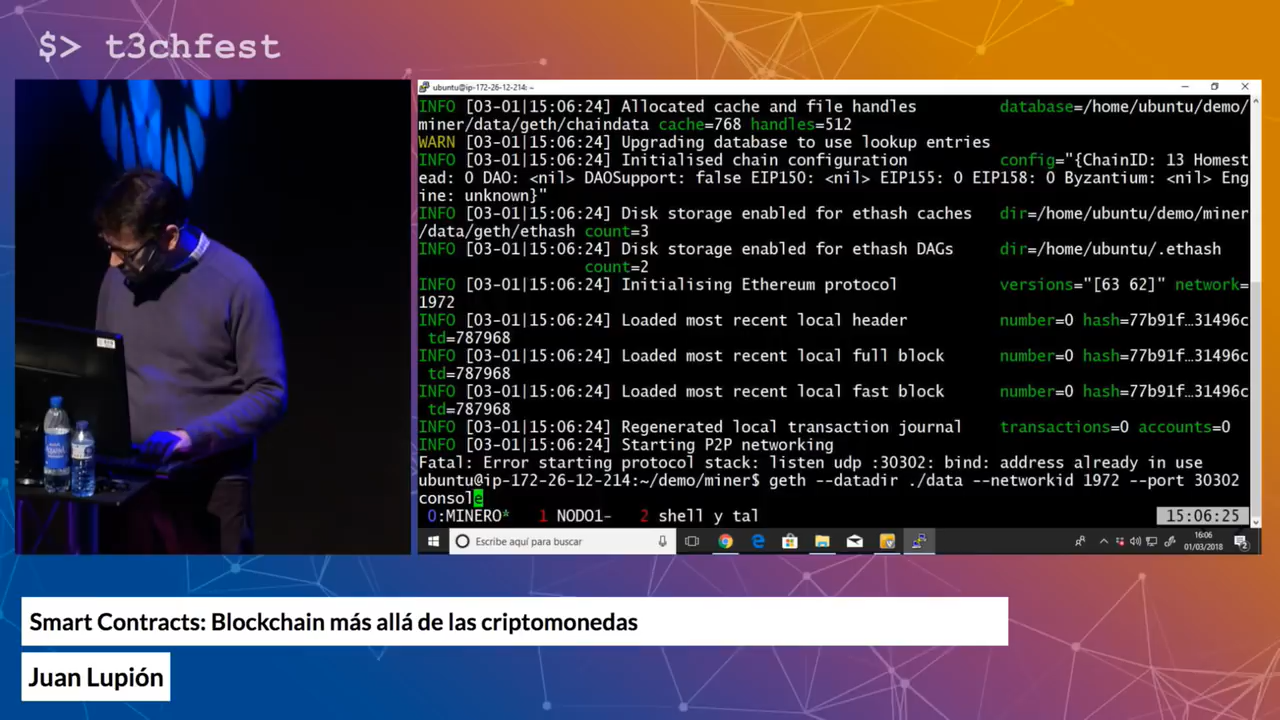 $> t3chfest
ubuntu@ip-172-26-12-214: ~
INFO [03-01|15:06:24] Allocated cache and file handles database=/home/ubuntu/demo/
miner/data/geth/chaindata cache=768 handles=512
WARN [03-01|15:06:24] Upgrading database to use lookup entries
INFO [03-01|15:06:24] Initialised chain configuration config="{ChainID: 13 Homest
ead: 0 DAO: <nil> DAOSupport: false EIP150: <nil> EIP155: 0 EIP158: 0 Byzantium: <nil> Eng
ine: unknown}"
INFO [03-01|15:06:24] Disk storage enabled for ethash caches dir=/home/ubuntu/demo/miner
/data/geth/ethash count=3
INFO [03-01|15:06:24] Disk storage enabled for ethash DAGs dir=/home/ubuntu/.ethash
count=2
INFO [03-01|15:06:24] Initialising Ethereum protocol versions="[63 62]" network=
1972
INFO [03-01|15:06:24] Loaded most recent local header number=0 hash=77b91f…31496c
td=787968
INFO [03-01|15:06:24] Loaded most recent local full block number=0 hash=77b91f…31496c
td=787968
INFO [03-01|15:06:24] Loaded most recent local fast block number=0 hash=77b91f…31496c
td=787968
INFO [03-01|15:06:24] Regenerated local transaction journal transactions=0 accounts=0
INFO [03-01|15:06:24] Starting P2P networking
Fatal: Error starting protocol stack: listen udp :30302: bind: address already in use
ubuntu@ip-172-26-12-214:~/demo/miner$ geth --datadir ./data --networkid 1972 --port 30302
console
0:MINERO* 1 NODO1- 2 shell y tal 15:06:25
Escribe aquí para buscar
16:06
01/03/2018
2
Smart Contracts: Blockchain más allá de las criptomonedas
Juan Lupión